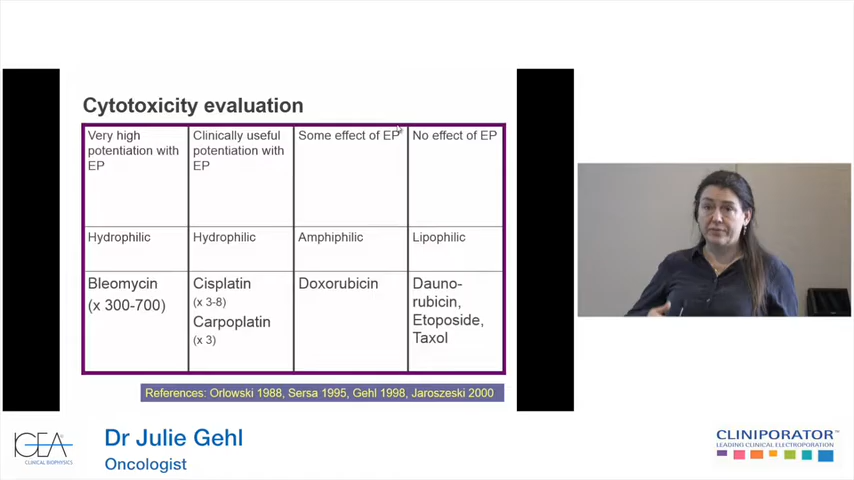 Cytotoxicity evaluation
Very high
potentiation with
EP
Clinically useful
potentiation with
EP
Some effect of EP
No effect of EP
Hydrophilic
Hydrophilic
Amphiphilic
Lipophilic
Bleomycin
(x 300-700)
Cisplatin
(x 3-8)
Carpoplatin
(x 3)
Doxorubicin
Dauno-
rubicin,
Etoposide,
Taxol
References: Orlowski 1988, Sersa 1995, Gehl 1998, Jaroszeski 2000
IGEA
CLINICAL BIOPHYSICS
Dr Julie Gehl
Oncologist
CLINIPORATOR™
LEADING CLINICAL ELECTROPORATION